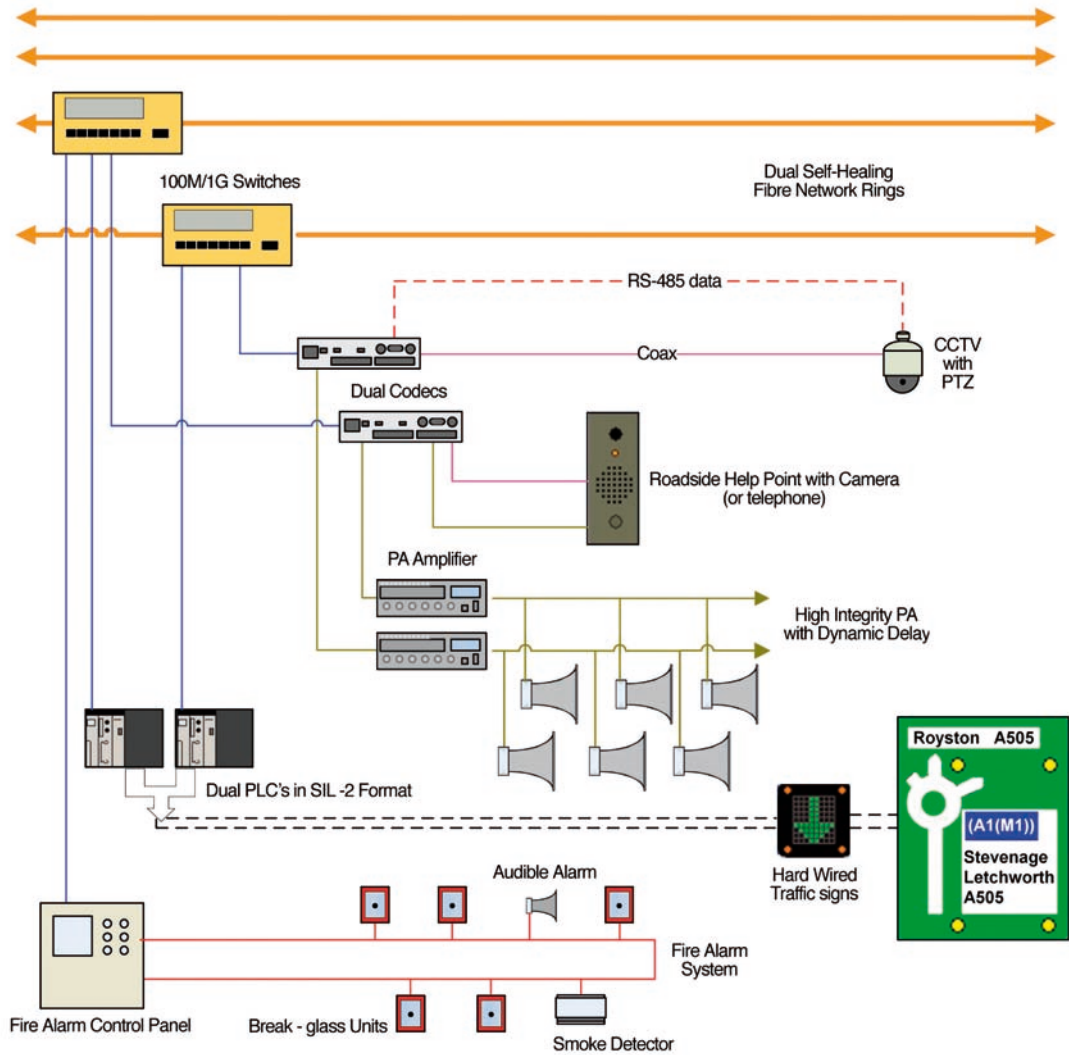 100M/1G Switches
Dual Self-Healing
Fibre Network Rings
RS-485 data
Coax
CCTV
with
PTZ
Dual Codecs
Roadside Help Point with Camera
(or telephone)
PA Amplifier
High Integrity PA
with Dynamic Delay
Royston A505
(A1(M1))
Stevenage
Letchworth
A505
Dual PLC's in SIL -2 Format
Hard Wired
Traffic signs
Audible Alarm
Fire Alarm
System
Fire Alarm Control Panel
Break - glass Units
Smoke Detector